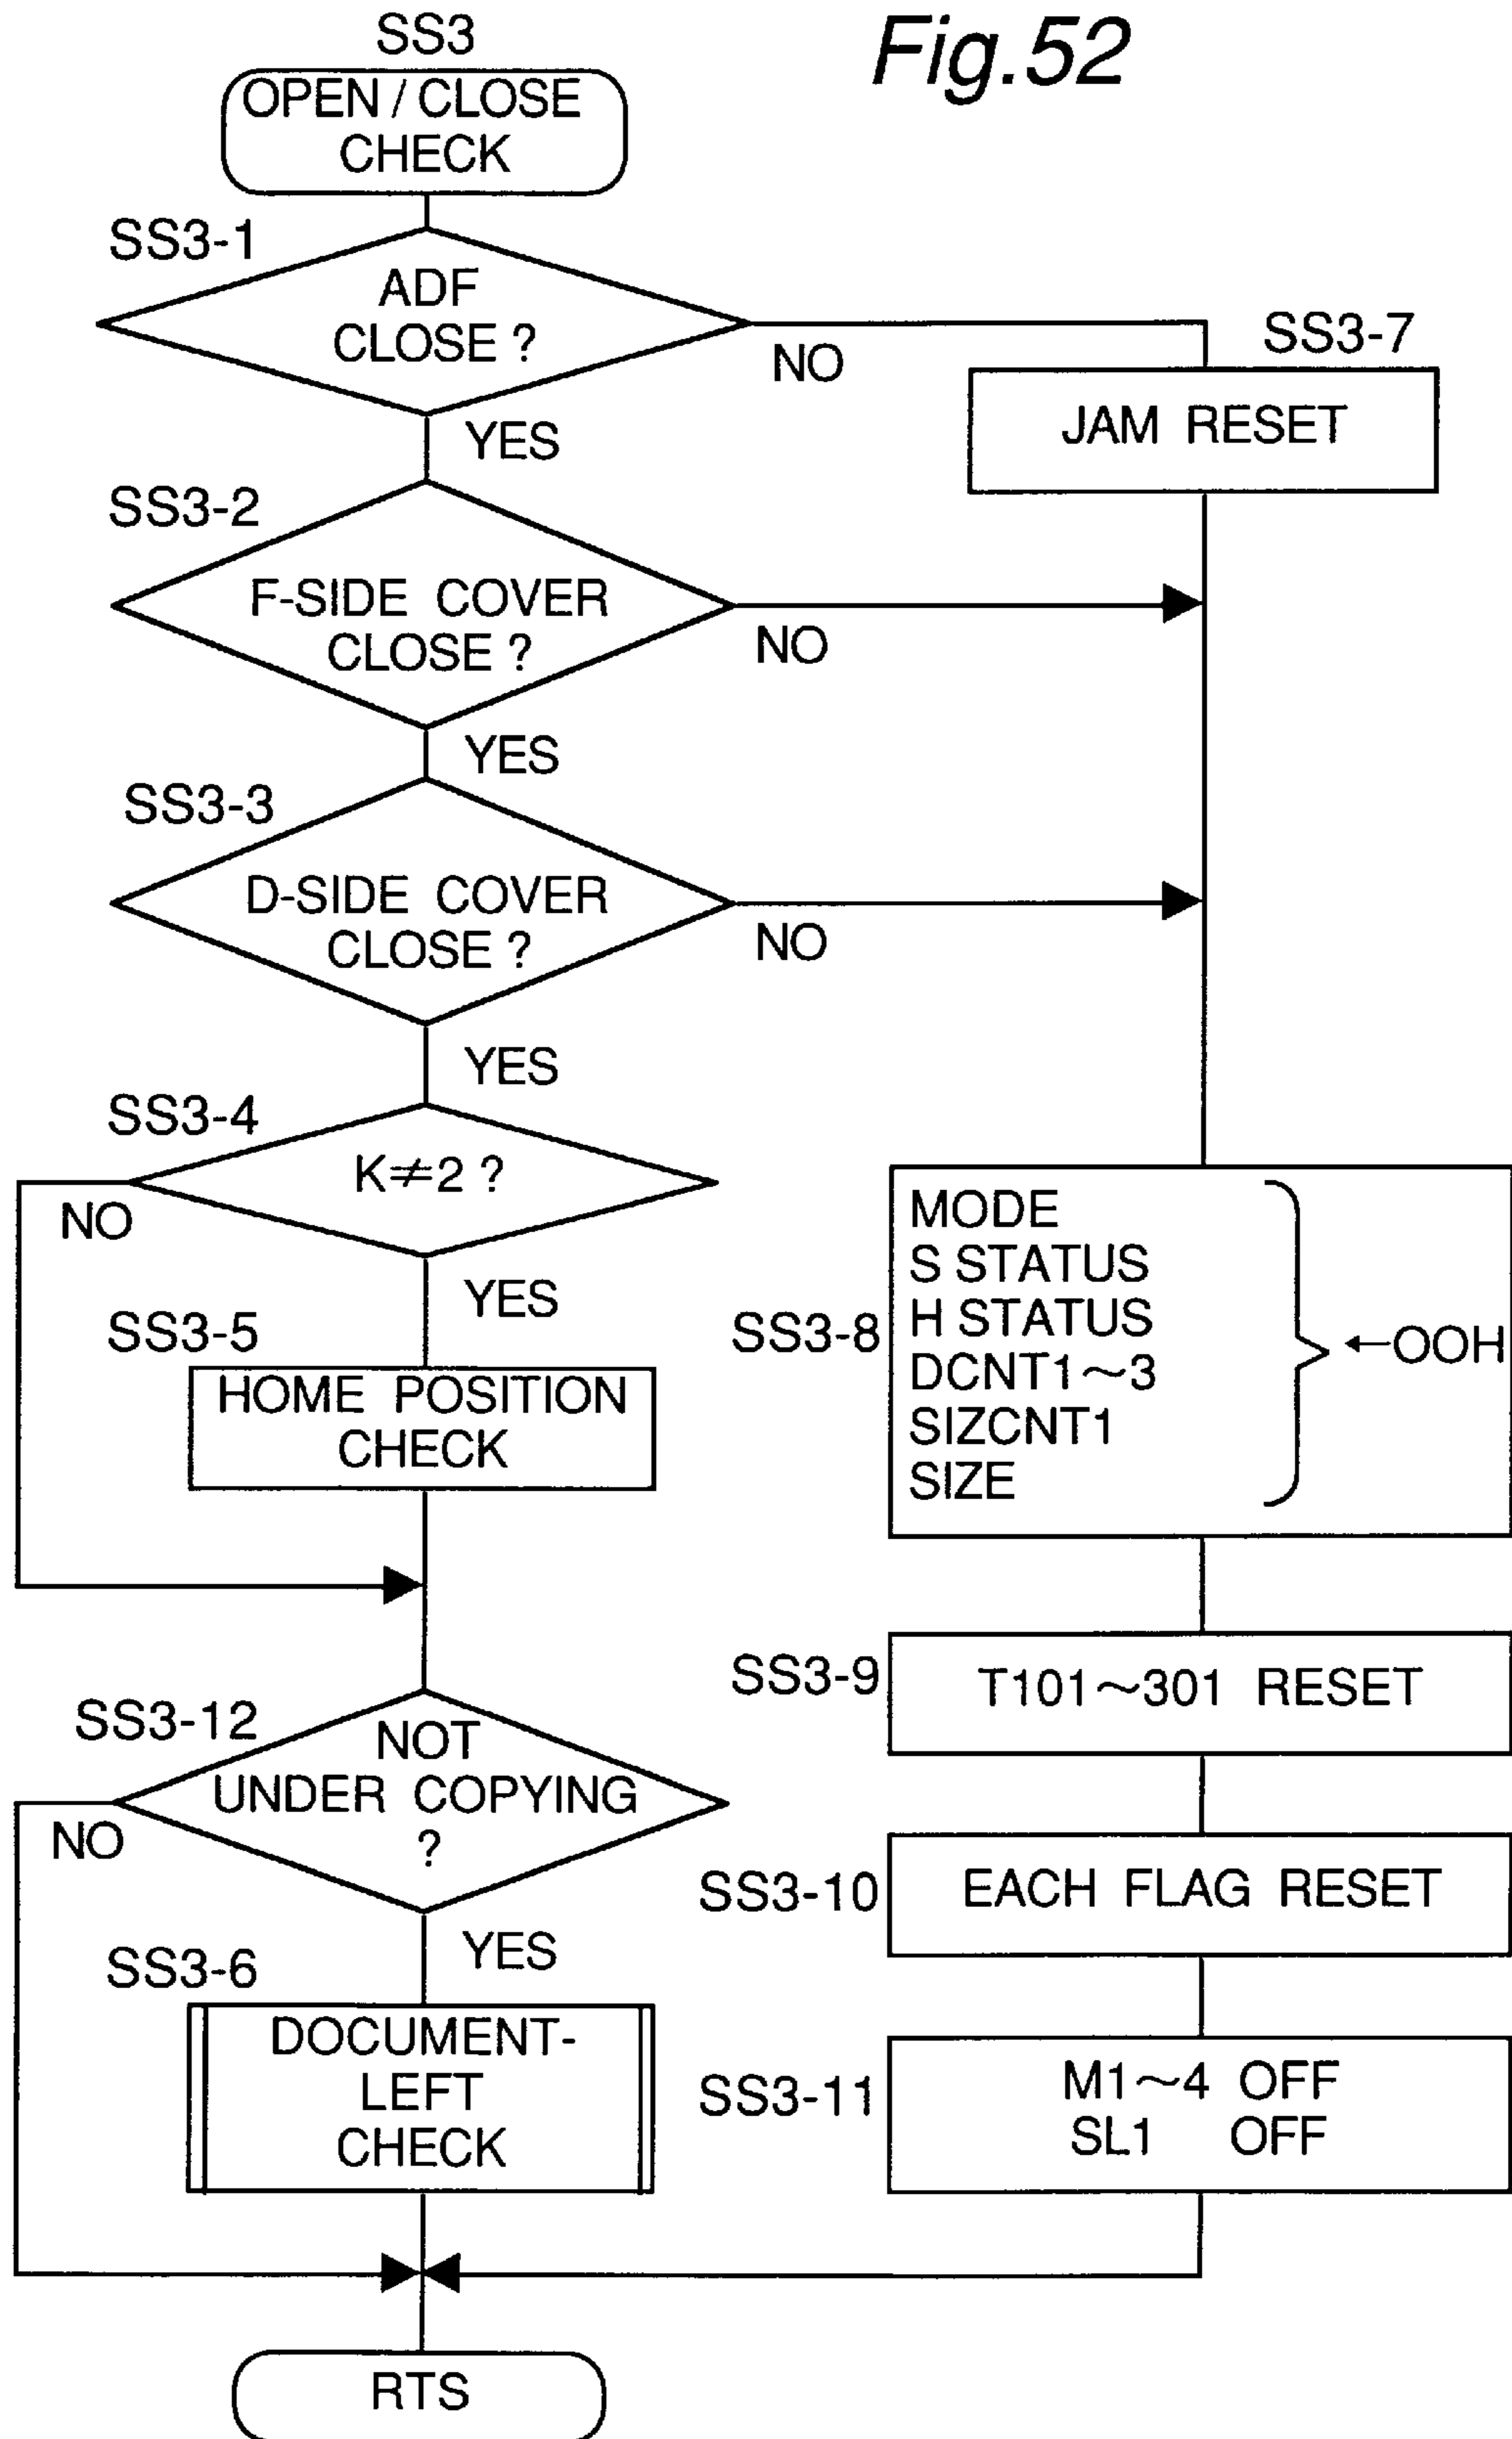 Fig.52
SS3
OPEN / CLOSE
CHECK
SS3-1
ADF
CLOSE ?
NO
YES
SS3-7
JAM RESET
SS3-2
F-SIDE COVER
CLOSE ?
NO
YES
SS3-3
D-SIDE COVER
CLOSE ?
NO
YES
SS3-4
K≠2 ?
NO
YES
SS3-5
HOME POSITION
CHECK
SS3-8
MODE
S STATUS
H STATUS
DCNT1～3
SIZCNT1
SIZE
←OOH
SS3-9
T101～301 RESET
SS3-12
NOT
UNDER COPYING
?
NO
YES
SS3-10
EACH FLAG RESET
SS3-6
DOCUMENT-
LEFT
CHECK
SS3-11
M1～4 OFF
SL1 OFF
RTS